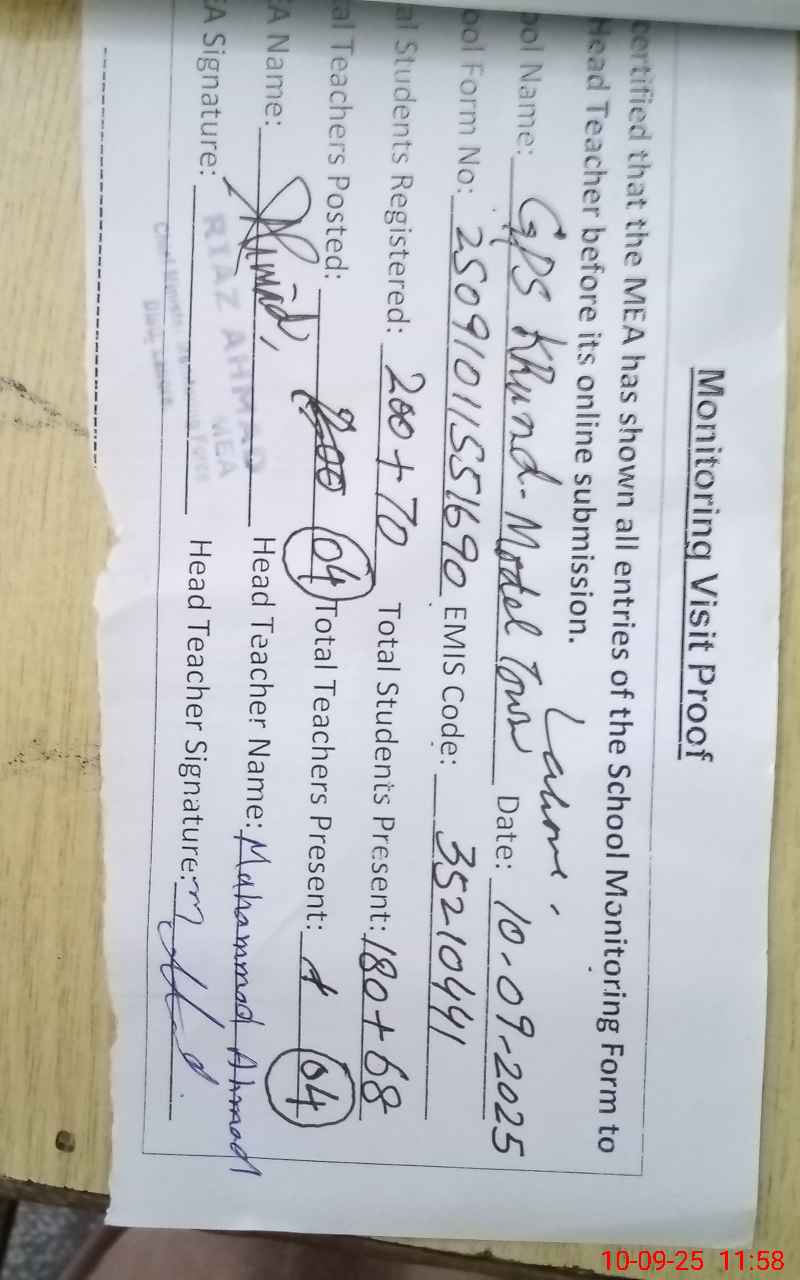 Monitoring Visit Proof
certified that the MEA has shown all entries of the School Monitoring Form to
Head Teacher before its online submission.
Lahore,
ool Name: GPS Khund- Model Town Date: 10-09-2025
ool Form No: 250910115551690 EMIS Code: 35210441
al Students Registered: 200+70 Total Students Present: 180+68
al Teachers Posted: 04 Total Teachers Present: 04
EA Name: Ahmad, Head Teacher Name: Muhammad Ahmad
EA Signature: Head Teacher Signature:
RIAZ AHMAD
MEA
10-09-25 11:58